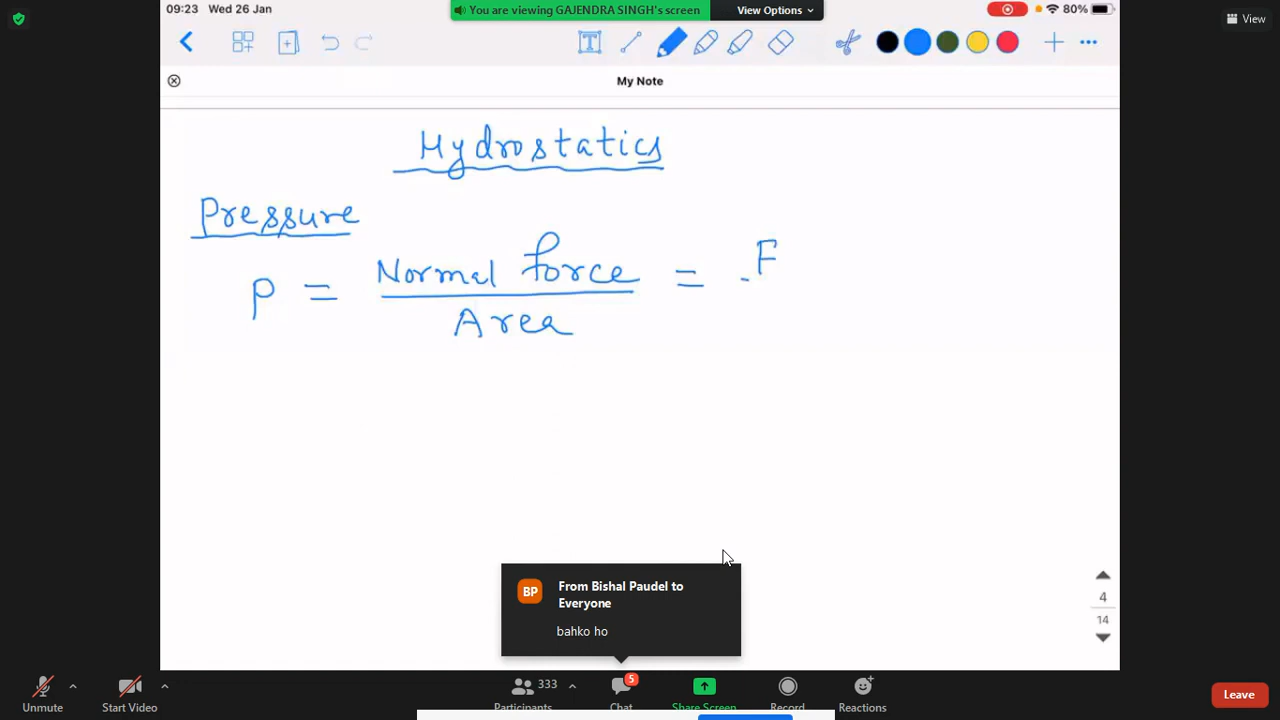 09:23 Wed 26 Jan
You are viewing GAJENDRA SINGH's screen
View Options
80%
View
My Note
Hydrostatics
Pressure
P = Normal force / Area = F
From Bishal Paudel to
Everyone
BP
bahko ho
4
14
Unmute
Start Video
333
Participants
5
Chat
Share Screen
Record
Reactions
Leave